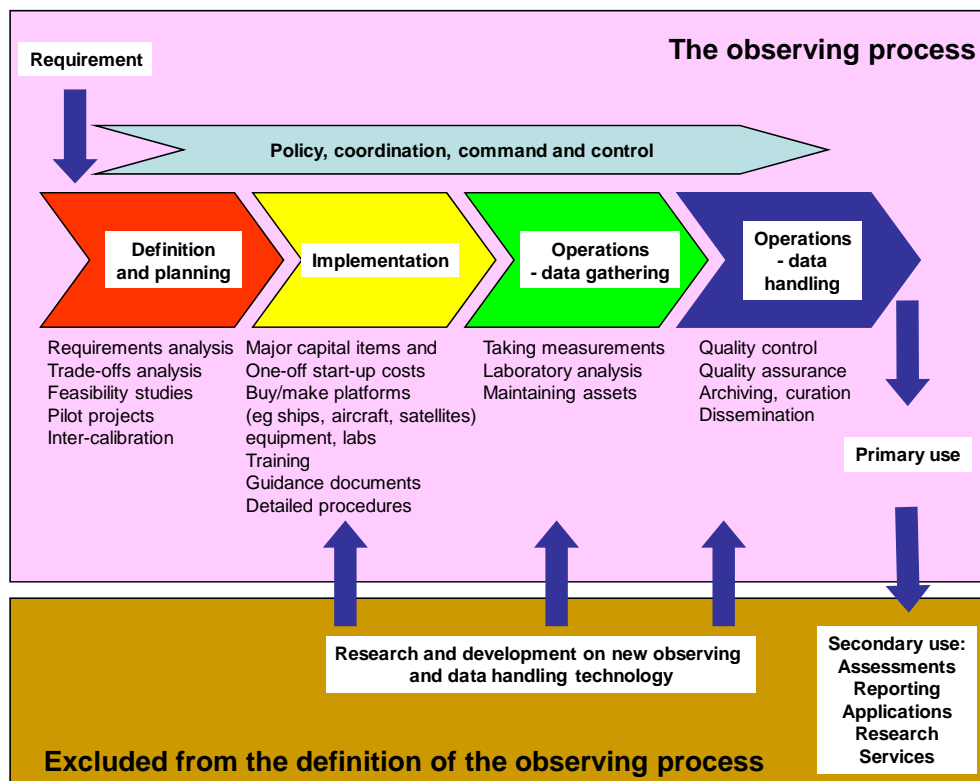 The observing process
Requirement
Policy, coordination, command and control
Definition
and planning
Implementation
Operations
- data gathering
Operations
- data
handling
Requirements analysis
Trade-offs analysis
Feasibility studies
Pilot projects
Inter-calibration
Major capital items and
One-off start-up costs
Buy/make platforms
(eg ships, aircraft, satellites)
equipment, labs
Training
Guidance documents
Detailed procedures
Taking measurements
Laboratory analysis
Maintaining assets
Quality control
Quality assurance
Archiving, curation
Dissemination
Primary use
Research and development on new observing
and data handling technology
Secondary use:
Assessments
Reporting
Applications
Research
Services
Excluded from the definition of the observing process